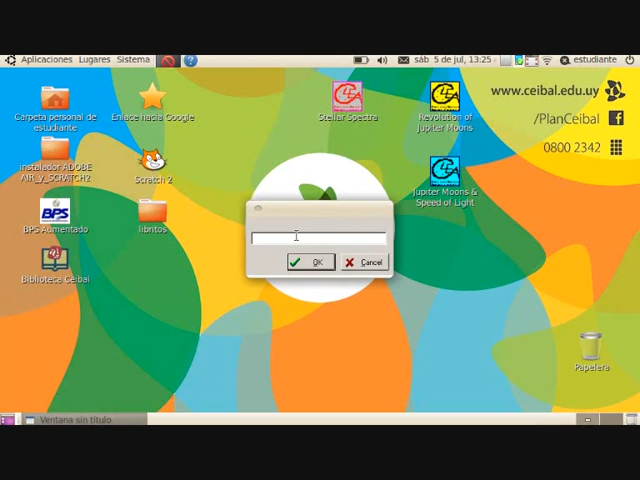 Aplicaciones Lugares Sistema
sáb 5 de jul, 13:25
estudiante
www.ceibal.edu.uy
/PlanCeibal
0800 2342
Carpeta personal de
estudiante
Enlace hacia Google
Stellar Spectra
Revolution of
Jupiter Moons
instalador ADOBE
AIR_y_SCRATCH2
Scratch 2
Jupiter Moons &
Speed of Light
BPS
BPS Aumentado
libritos
Biblioteca Ceibal
OK
Cancel
Papelera
Ventana sin título